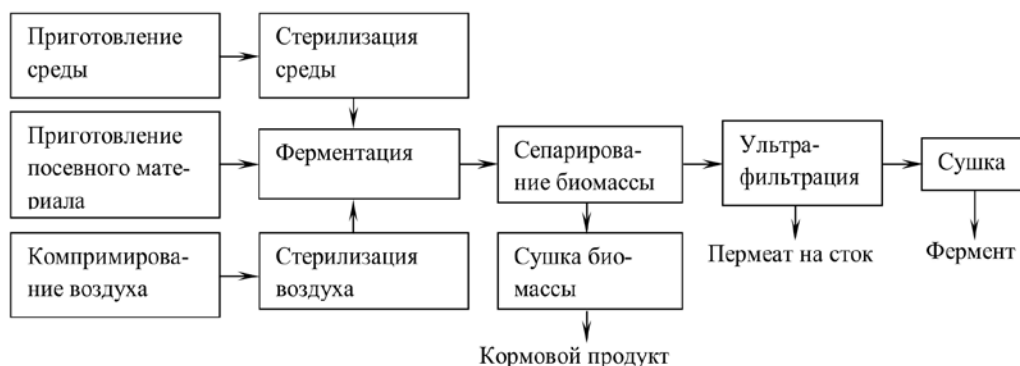 Приготовление
среды
Стерилизация
среды
Приготовление
посевного мате-
риала
Ферментация
Сепарирова-
ние биомассы
Ультра-
фильтрация
Сушка
Компримирова-
ние воздуха
Стерилизация
воздуха
Сушка био-
массы
Пермеат на сток
Фермент
Кормовой продукт